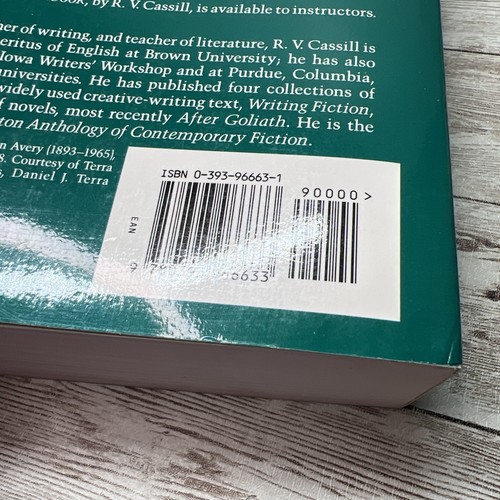 ook, by R. V. Cassill, is available to instructors.
ner of writing, and teacher of literature, R. V. Cassill is
eritus of English at Brown University; he has also
Iowa Writers' Workshop and at Purdue, Columbia,
universities. He has published four collections of
widely used creative-writing text, Writing Fiction,
f novels, most recently After Goliath. He is the
ton Anthology of Contemporary Fiction.
n Avery (1893–1965),
8. Courtesy of Terra
s, Daniel J. Terra
ISBN 0-393-96663-1
90000>
EAN
9 78 6633